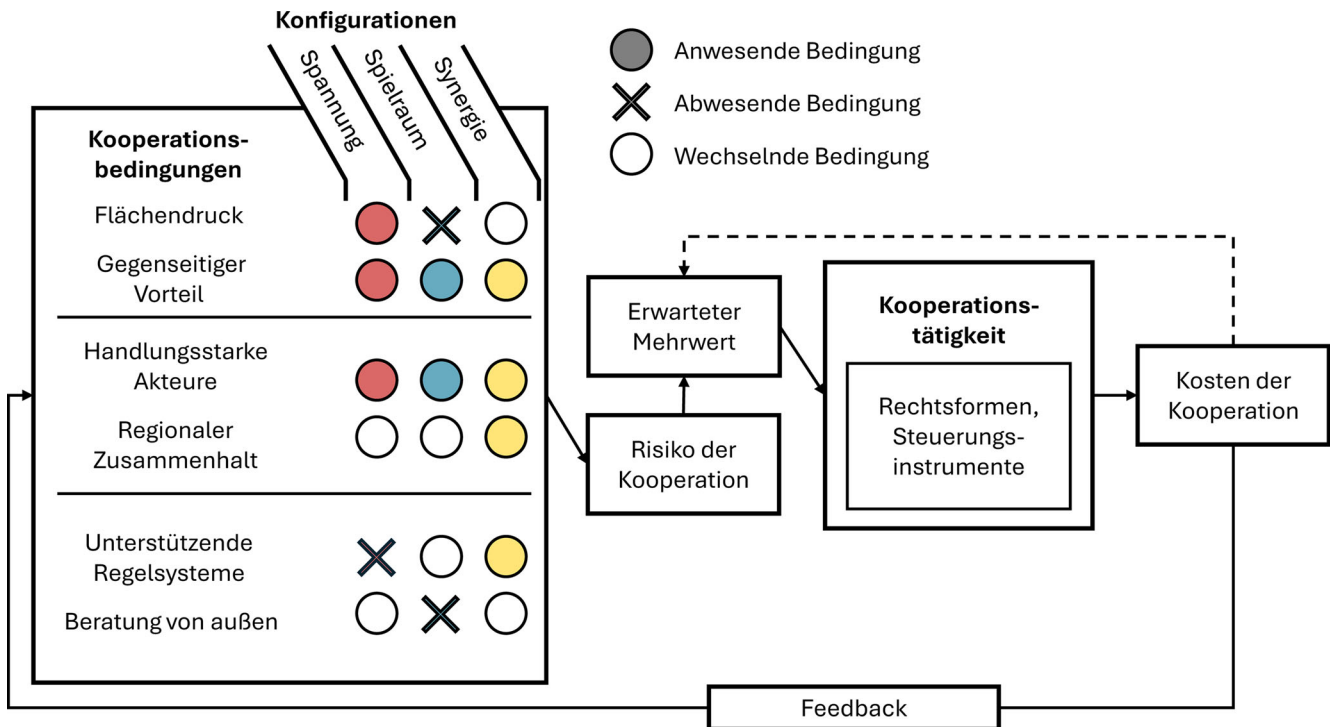 Konfigurationen
Spannung
Spielraum
Synergie
Anwesende Bedingung
Abwesende Bedingung
Wechselnde Bedingung
Kooperations-
bedingungen
Flächendruck
Gegenseitiger
Vorteil
Handlungsstarke
Akteure
Regionaler
Zusammenhalt
Unterstützende
Regelsysteme
Beratung von außen
Erwarteter
Mehrwert
Risiko der
Kooperation
Kooperations-
tätigkeit
Rechtsformen,
Steuerungs-
instrumente
Kosten der
Kooperation
Feedback